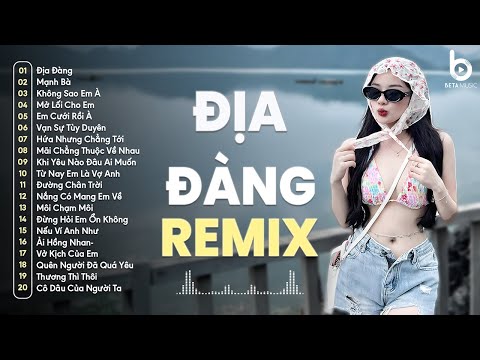 01 Địa Đàng
02 Mạnh Bà
03 Không Sao Em À
04 Mở Lối Cho Em
05 Em Cưới Rồi À
06 Vạn Sự Tùy Duyên
07 Hứa Nhưng Chẳng Tới
08 Mãi Chẳng Thuộc Về Nhau
09 Khi Yêu Nào Đâu Ai Muốn
10 Từ Nay Em Là Vợ Anh
11 Đường Chân Trời
12 Nắng Có Mang Em Về
13 Môi Chạm Môi
14 Đừng Hỏi Em Ổn Không
15 Nếu Ví Anh Như
16 Ải Hồng Nhan-
17 Vở Kịch Của Em
18 Quên Người Đã Quá Yêu
19 Thương Thì Thôi
20 Cô Dâu Của Người Ta
ĐỊA
ĐÀNG
REMIX
BETA MUSIC